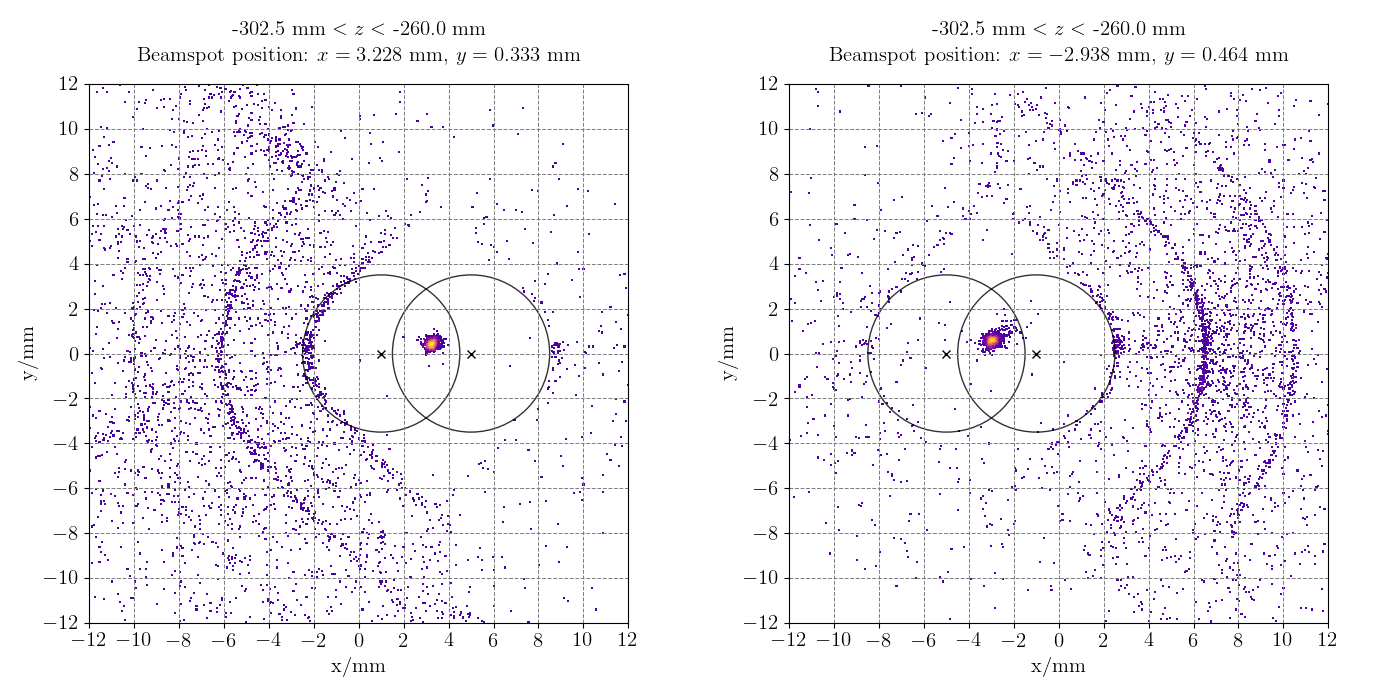 -302.5 mm < z < -260.0 mm
Beamspot position: x = 3.228 mm, y = 0.333 mm
12
10
8
6
4
2
0
−2
−4
−6
−8
−10
−12
y/mm
−12 −10 −8 −6 −4 −2 0 2 4 6 8 10 12
x/mm
-302.5 mm < z < -260.0 mm
Beamspot position: x = −2.938 mm, y = 0.464 mm
12
10
8
6
4
2
0
−2
−4
−6
−8
−10
−12
y/mm
−12 −10 −8 −6 −4 −2 0 2 4 6 8 10 12
x/mm